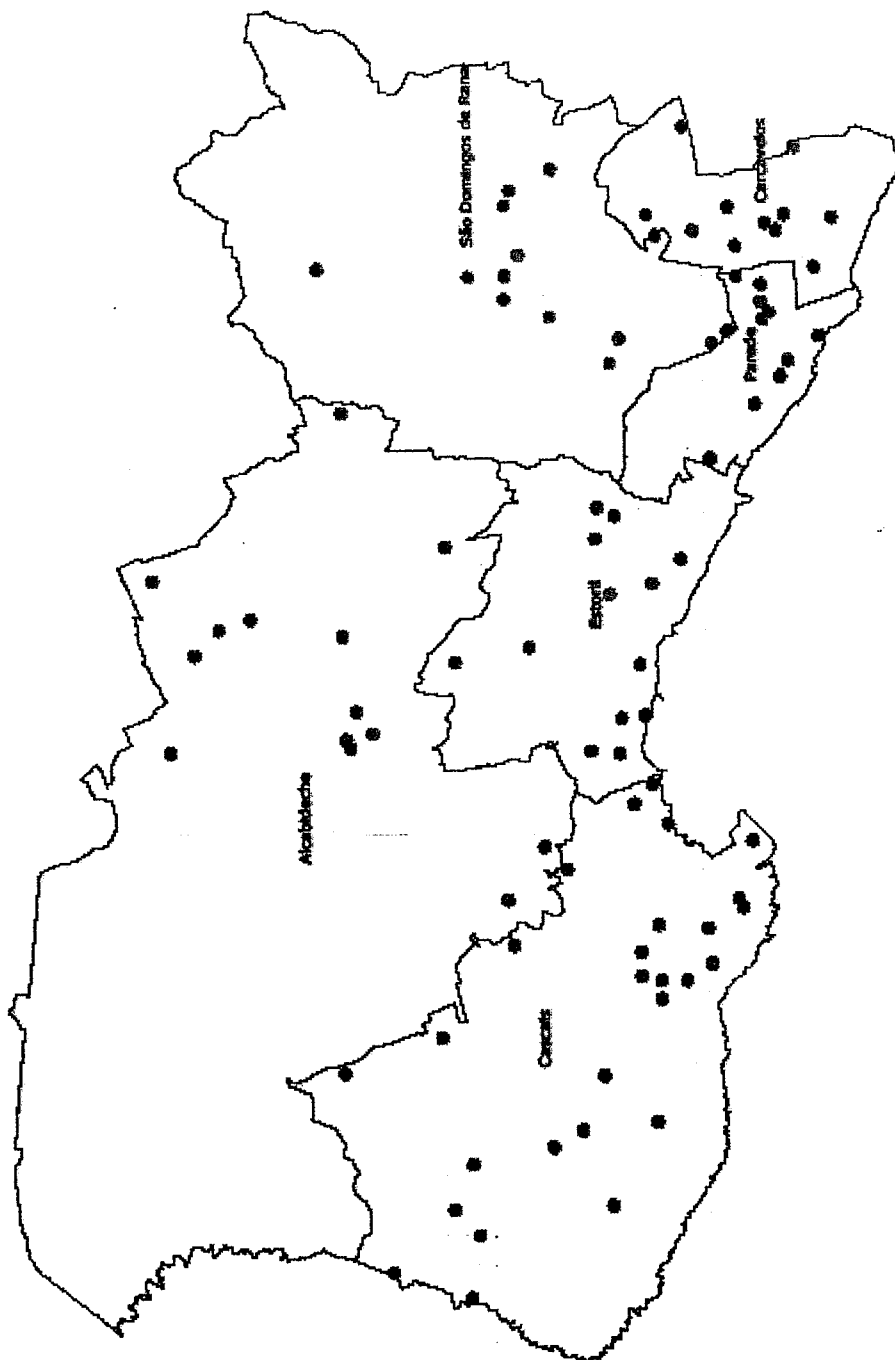 Alcabideche
São Domingos de Rana
Cascais
Estoril
Parede
Carcavelos